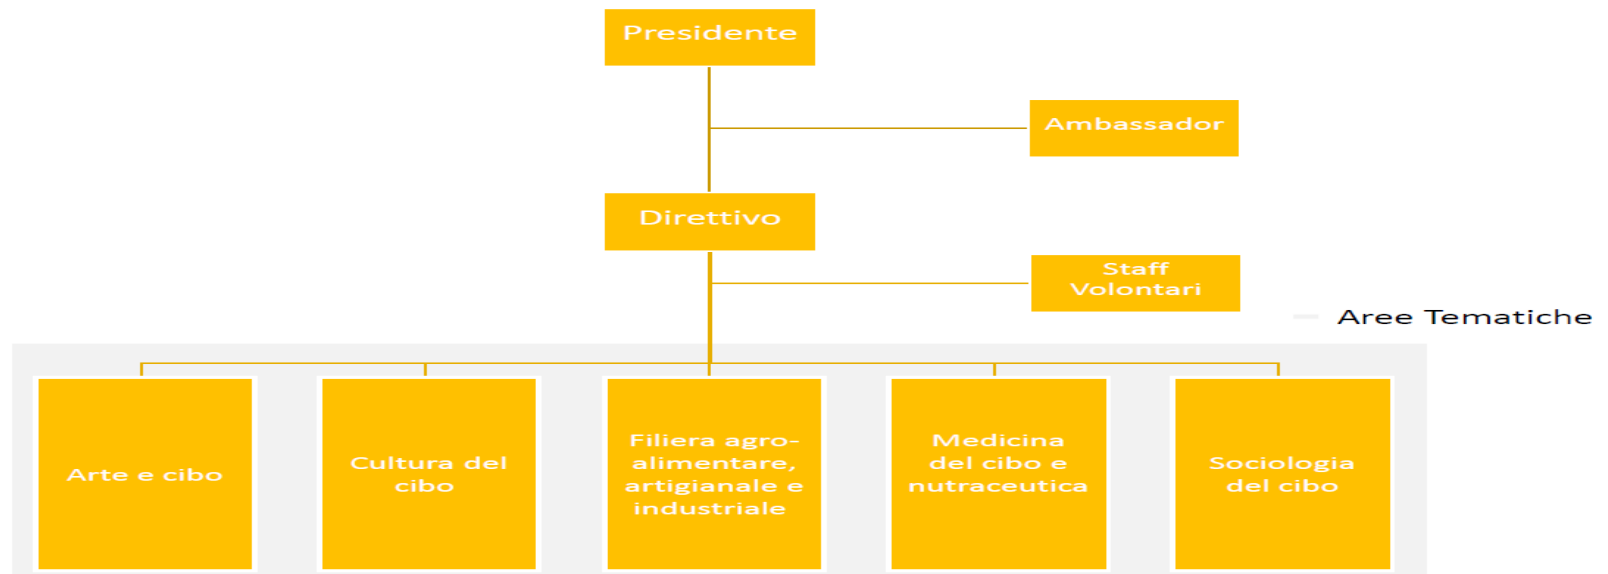 Presidente
Ambassador
Direttivo
Staff
Volontari
Aree Tematiche
Arte e cibo
Cultura del
cibo
Filiera agro-
alimentare,
artigianale e
industriale
Medicina
del cibo e
nutraceutica
Sociologia
del cibo